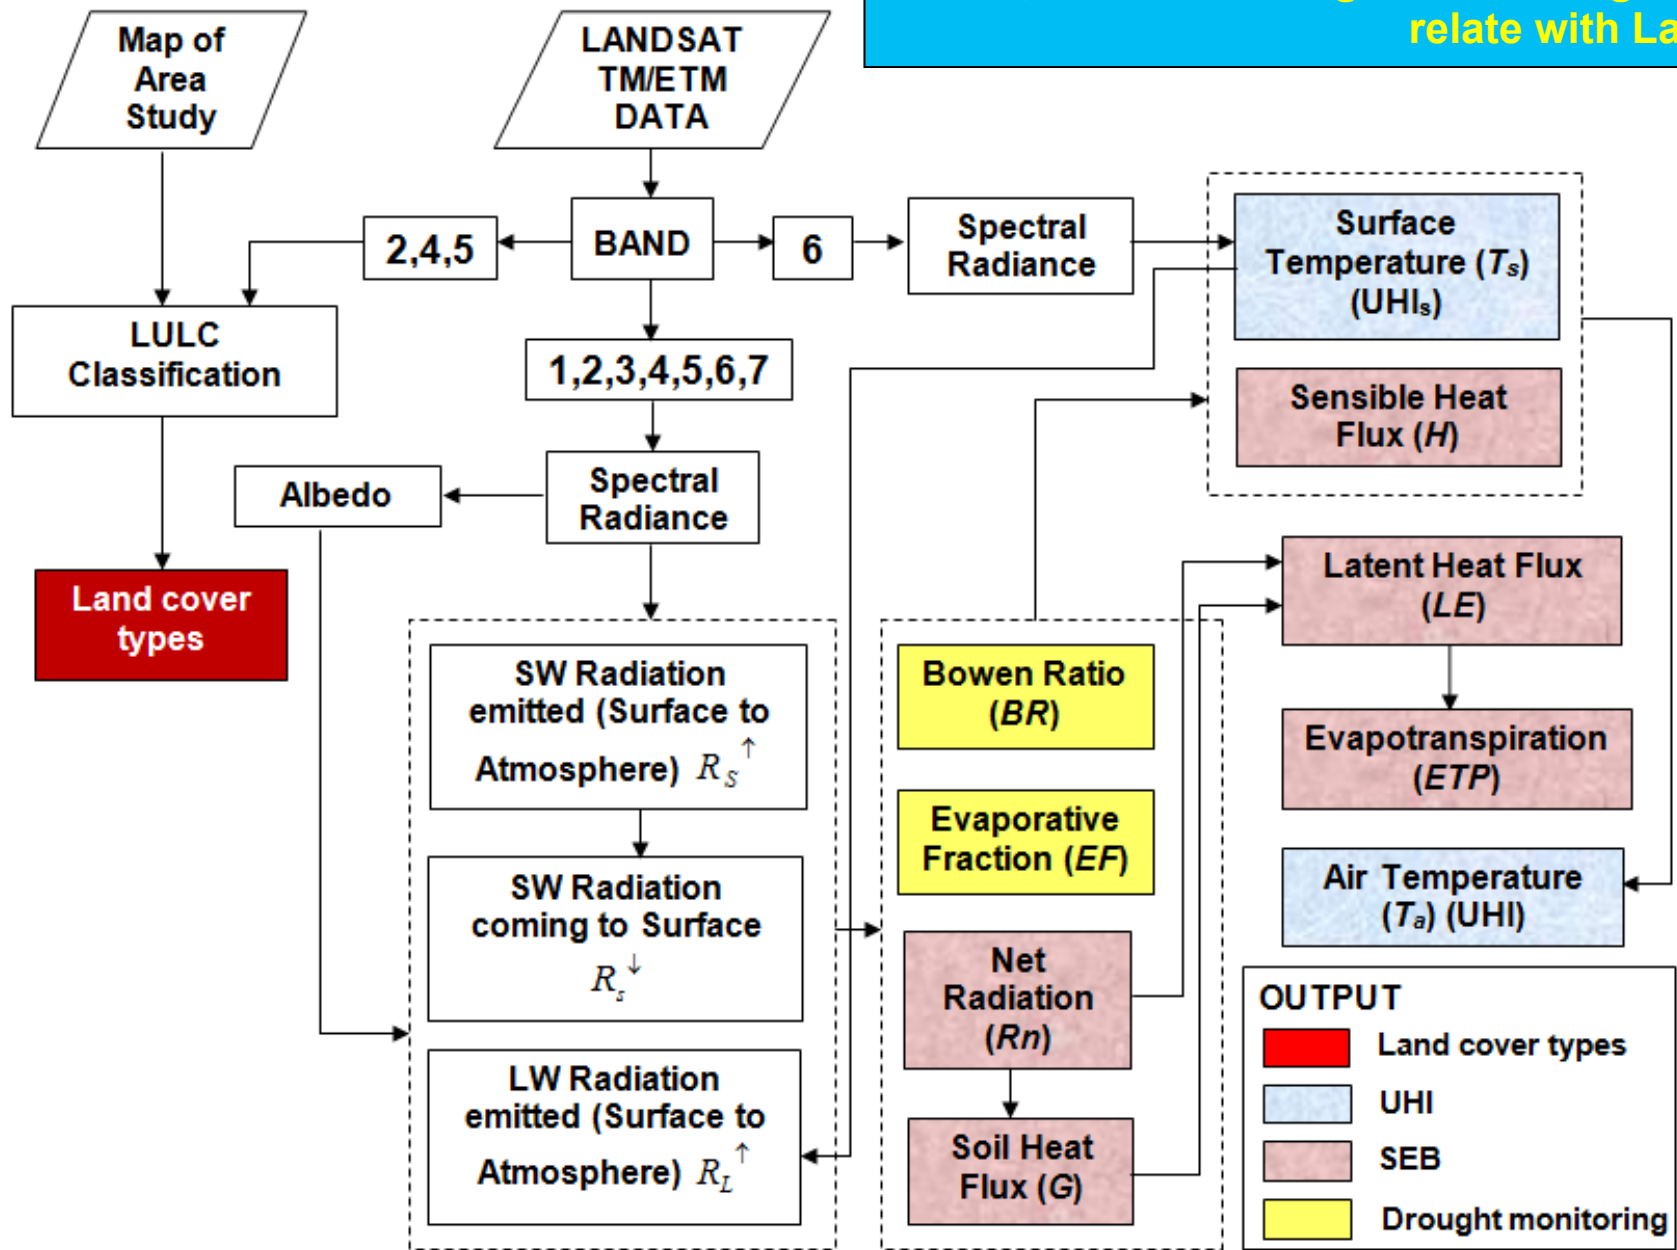 relate with La
Map of
Area
Study
LANDSAT
TM/ETM
DATA
2,4,5
BAND
6
Spectral
Radiance
Surface
Temperature (Ts)
(UHIs)
LULC
Classification
1,2,3,4,5,6,7
Sensible Heat
Flux (H)
Albedo
Spectral
Radiance
Land cover
types
Latent Heat Flux
(LE)
SW Radiation
emitted (Surface to
Atmosphere) RS↑
Bowen Ratio
(BR)
Evapotranspiration
(ETP)
Evaporative
Fraction (EF)
SW Radiation
coming to Surface
Rs↓
Air Temperature
(Ta) (UHI)
Net
Radiation
(Rn)
LW Radiation
emitted (Surface to
Atmosphere) RL↑
Soil Heat
Flux (G)
OUTPUT
Land cover types
UHI
SEB
Drought monitoring